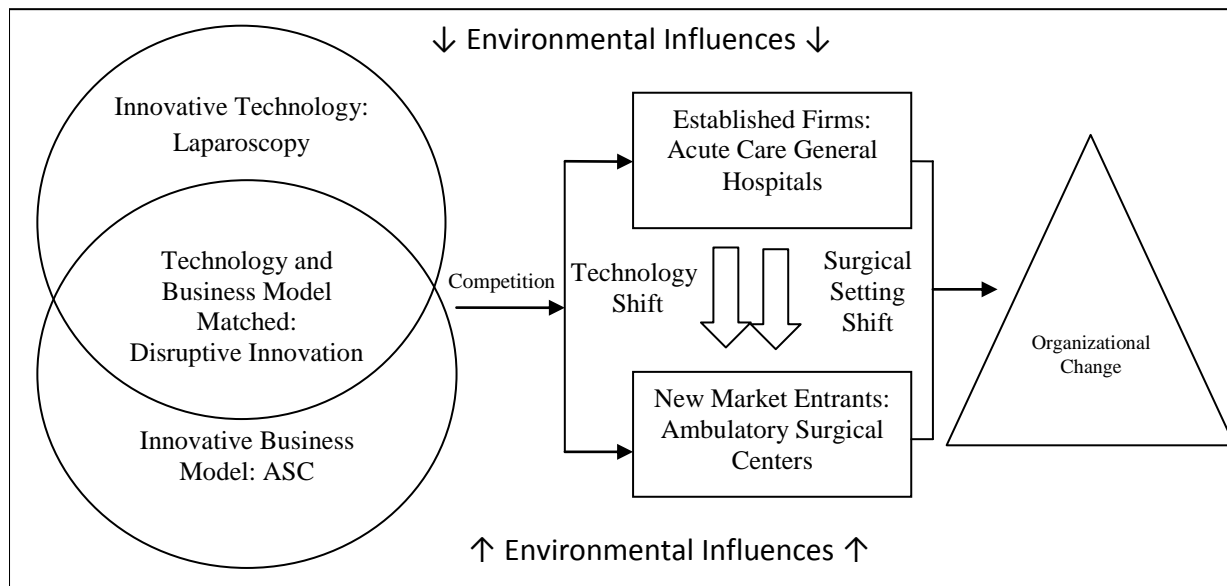 ↓ Environmental Influences ↓
Innovative Technology:
Laparoscopy
Technology and
Business Model
Matched:
Disruptive Innovation
Innovative Business
Model: ASC
Competition
Established Firms:
Acute Care General
Hospitals
Technology
Shift
Surgical
Setting
Shift
New Market Entrants:
Ambulatory Surgical
Centers
Organizational
Change
↑ Environmental Influences ↑